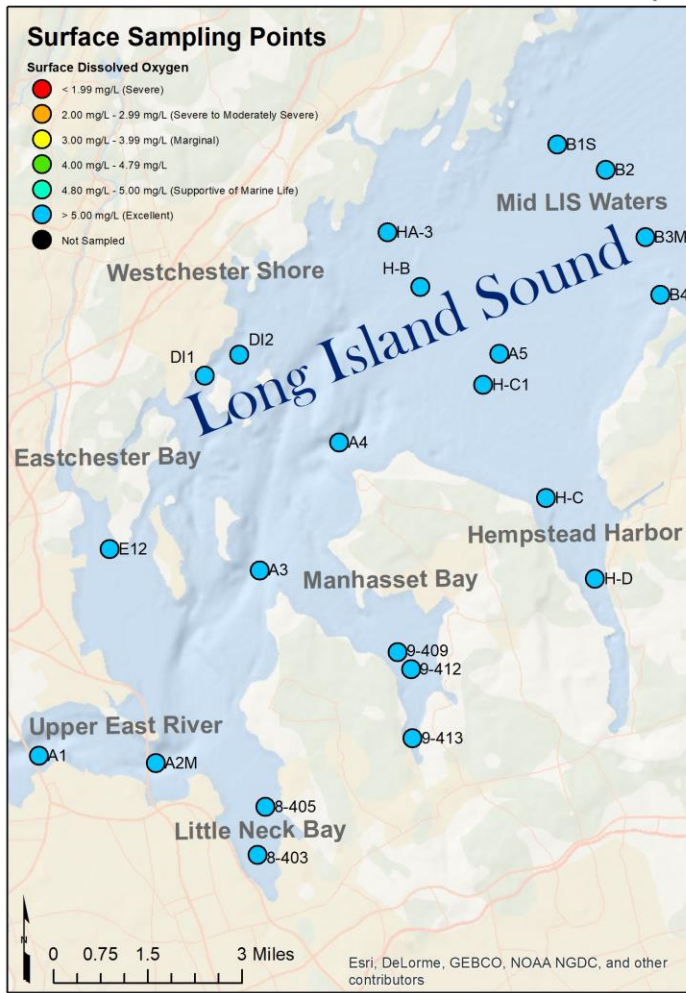 Surface Sampling Points
Surface Dissolved Oxygen
< 1.99 mg/L (Severe)
2.00 mg/L - 2.99 mg/L (Severe to Moderately Severe)
3.00 mg/L - 3.99 mg/L (Marginal)
4.00 mg/L - 4.79 mg/L
4.80 mg/L - 5.00 mg/L (Supportive of Marine Life)
> 5.00 mg/L (Excellent)
Not Sampled
B1S
B2
Mid LIS Waters
HA-3
B3M
Westchester Shore
H-B
B4
Long Island Sound
DI2
DI1
A5
H-C1
A4
Eastchester Bay
H-C
Hempstead Harbor
E12
A3
Manhasset Bay
H-D
9-409
9-412
Upper East River
9-413
A1
A2M
8-405
Little Neck Bay
8-403
N
0 0.75 1.5 3 Miles
Esri, DeLorme, GEBCO, NOAA NGDC, and other
contributors